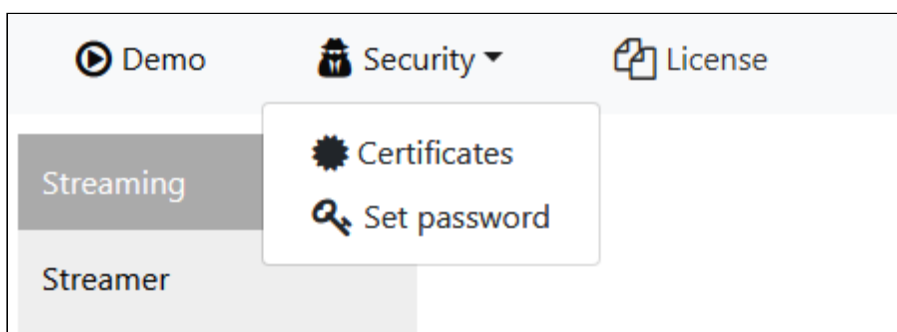 Demo Security License
Certificates
Set password
Streaming
Streamer